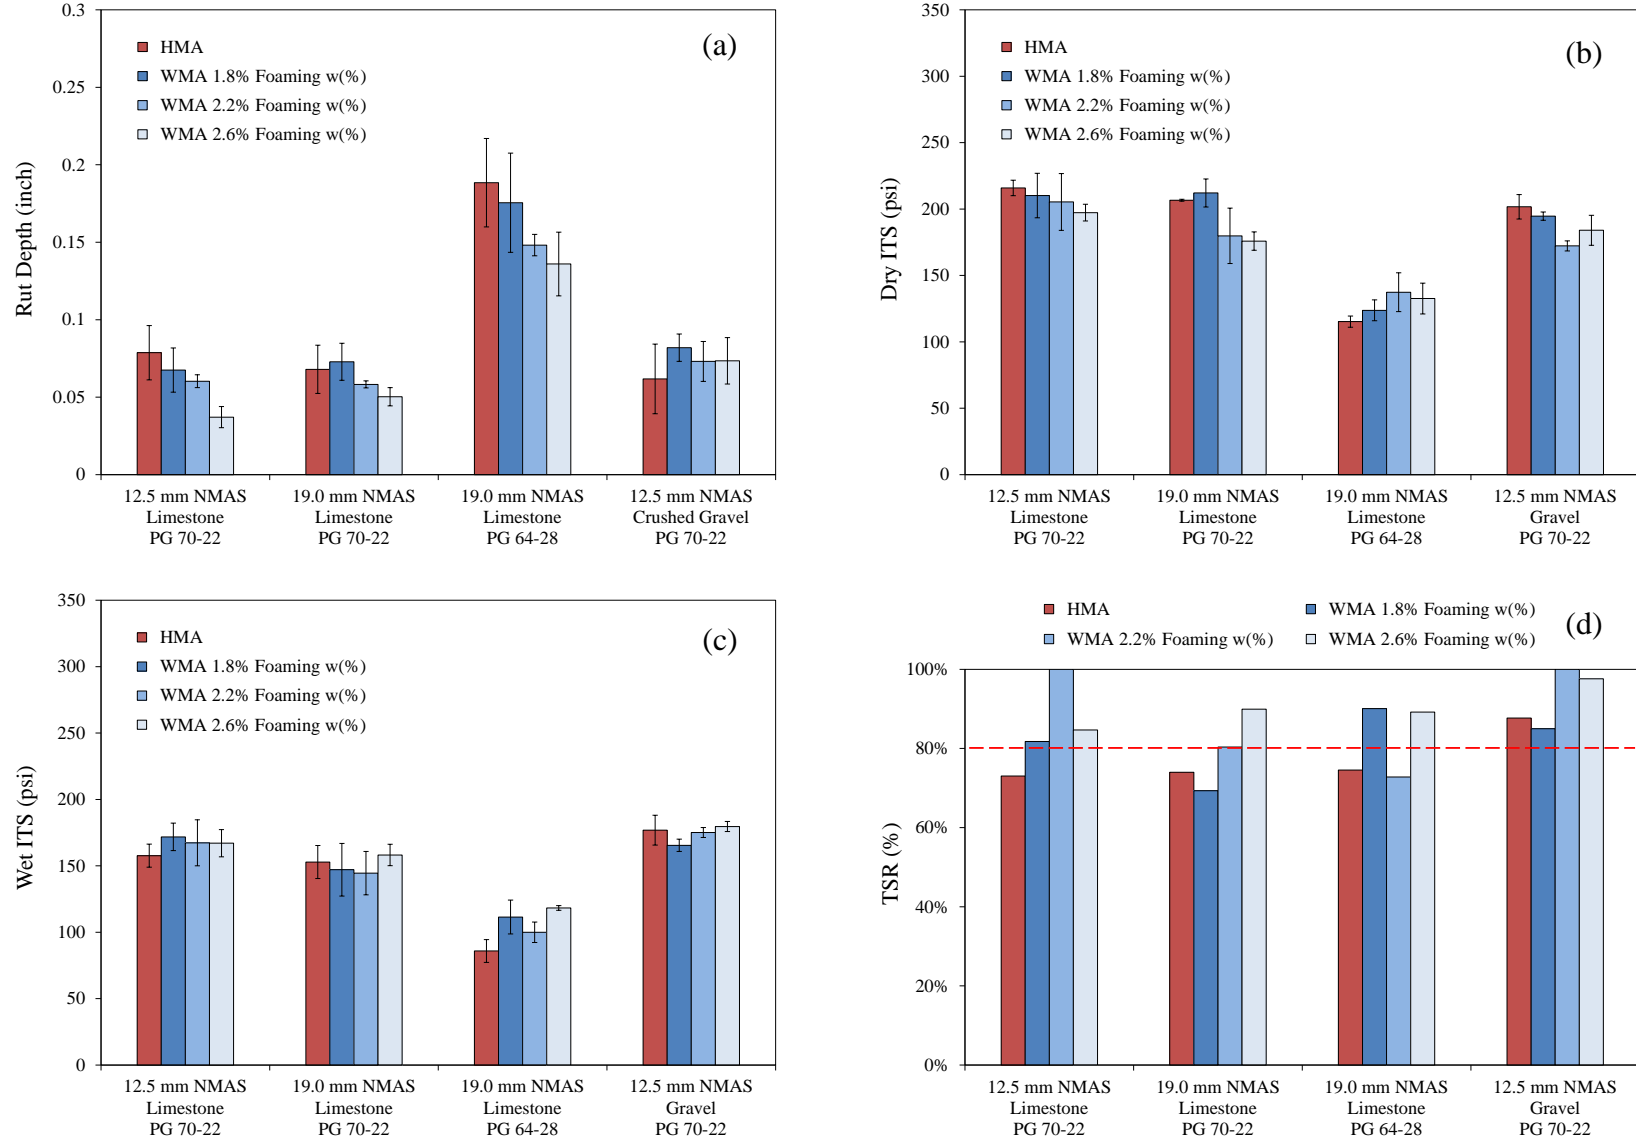 (a)
HMA
WMA 1.8% Foaming w(%)
WMA 2.2% Foaming w(%)
WMA 2.6% Foaming w(%)
Rut Depth (inch)
0.3
0.25
0.2
0.15
0.1
0.05
0
12.5 mm NMAS
Limestone
PG 70-22
19.0 mm NMAS
Limestone
PG 70-22
19.0 mm NMAS
Limestone
PG 64-28
12.5 mm NMAS
Crushed Gravel
PG 70-22
(b)
HMA
WMA 1.8% Foaming w(%)
WMA 2.2% Foaming w(%)
WMA 2.6% Foaming w(%)
Dry ITS (psi)
350
300
250
200
150
100
50
0
12.5 mm NMAS
Limestone
PG 70-22
19.0 mm NMAS
Limestone
PG 70-22
19.0 mm NMAS
Limestone
PG 64-28
12.5 mm NMAS
Gravel
PG 70-22
(c)
HMA
WMA 1.8% Foaming w(%)
WMA 2.2% Foaming w(%)
WMA 2.6% Foaming w(%)
Wet ITS (psi)
350
300
250
200
150
100
50
0
12.5 mm NMAS
Limestone
PG 70-22
19.0 mm NMAS
Limestone
PG 70-22
19.0 mm NMAS
Limestone
PG 64-28
12.5 mm NMAS
Gravel
PG 70-22
(d)
HMA
WMA 1.8% Foaming w(%)
WMA 2.2% Foaming w(%)
WMA 2.6% Foaming w(%)
TSR (%)
100%
80%
60%
40%
20%
0%
12.5 mm NMAS
Limestone
PG 70-22
19.0 mm NMAS
Limestone
PG 70-22
19.0 mm NMAS
Limestone
PG 64-28
12.5 mm NMAS
Gravel
PG 70-22